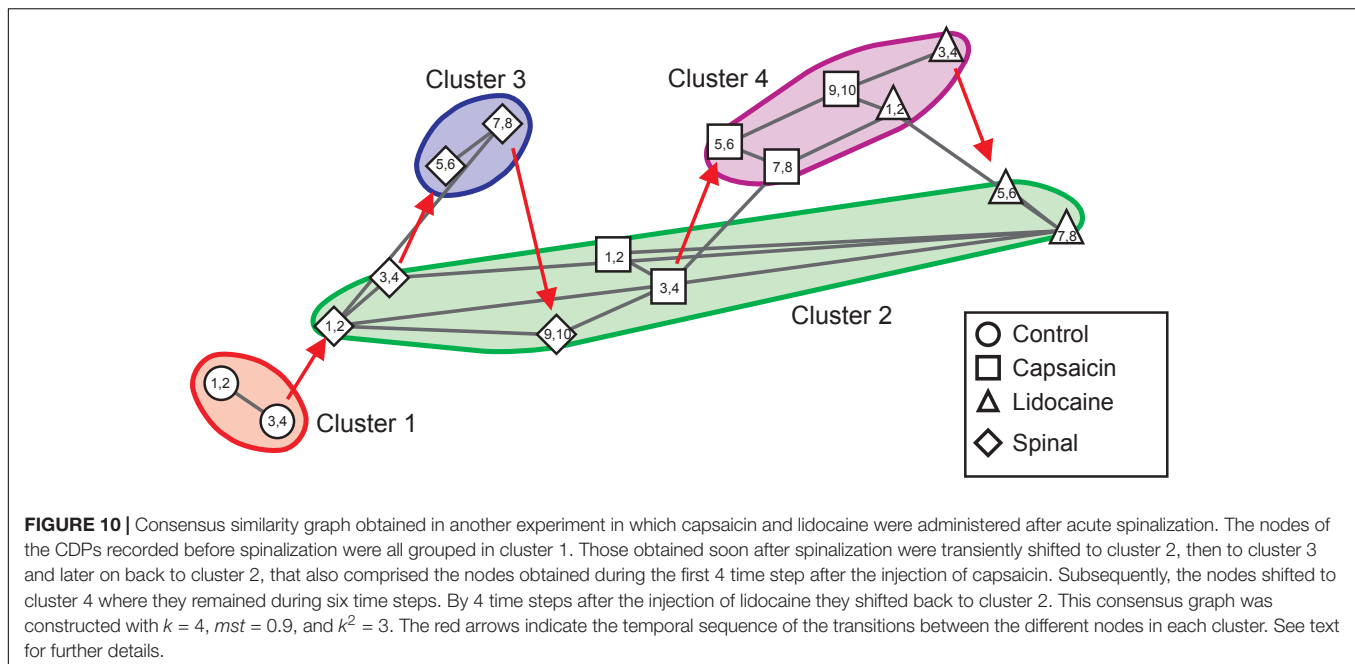 3,4
Cluster 4
9,10
Cluster 3
1,2
7,8
5,6
5,6
7,8
5,6
7,8
1,2
3,4
3,4
Cluster 2
1,2
9,10
Control
Capsaicin
Lidocaine
Spinal
1,2
3,4
Cluster 1
FIGURE 10 | Consensus similarity graph obtained in another experiment in which capsaicin and lidocaine were administered after acute spinalization. The nodes of
the CDPs recorded before spinalization were all grouped in cluster 1. Those obtained soon after spinalization were transiently shifted to cluster 2, then to cluster 3
and later on back to cluster 2, that also comprised the nodes obtained during the first 4 time step after the injection of capsaicin. Subsequently, the nodes shifted to
cluster 4 where they remained during six time steps. By 4 time steps after the injection of lidocaine they shifted back to cluster 2. This consensus graph was
constructed with k = 4, mst = 0.9, and k² = 3. The red arrows indicate the temporal sequence of the transitions between the different nodes in each cluster. See text
for further details.